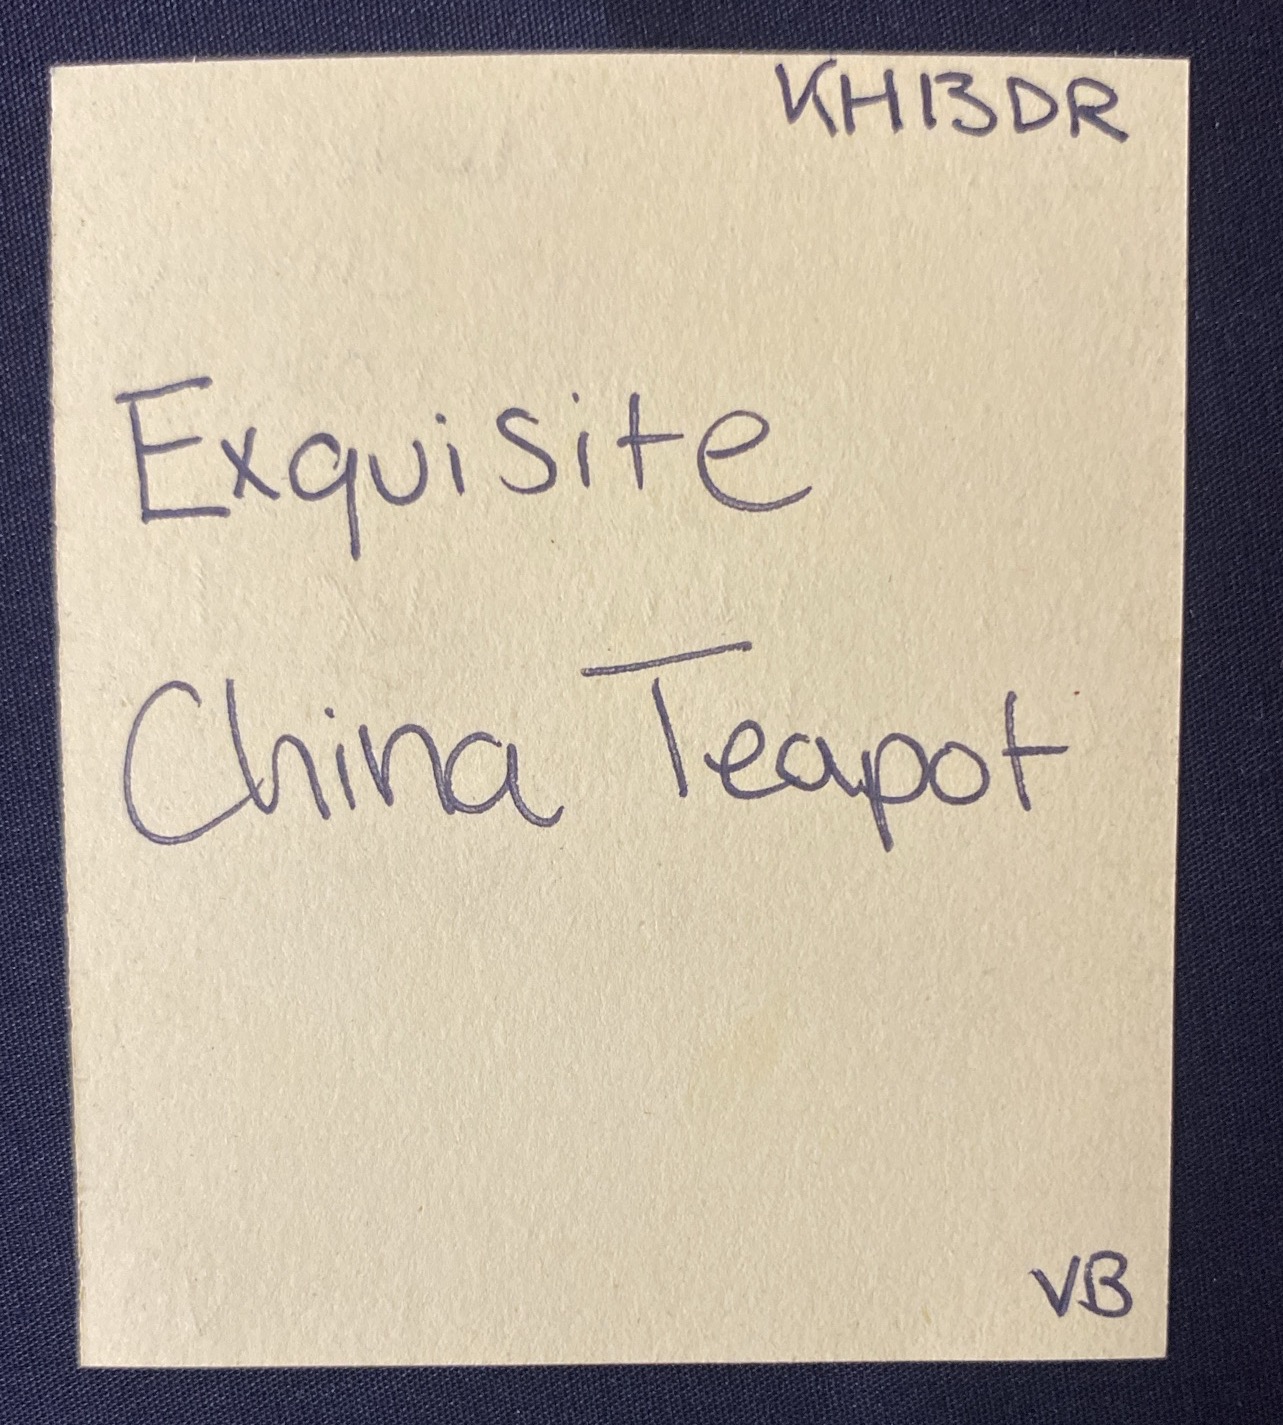 KH13DR
Exquisite
China Teapot
VB